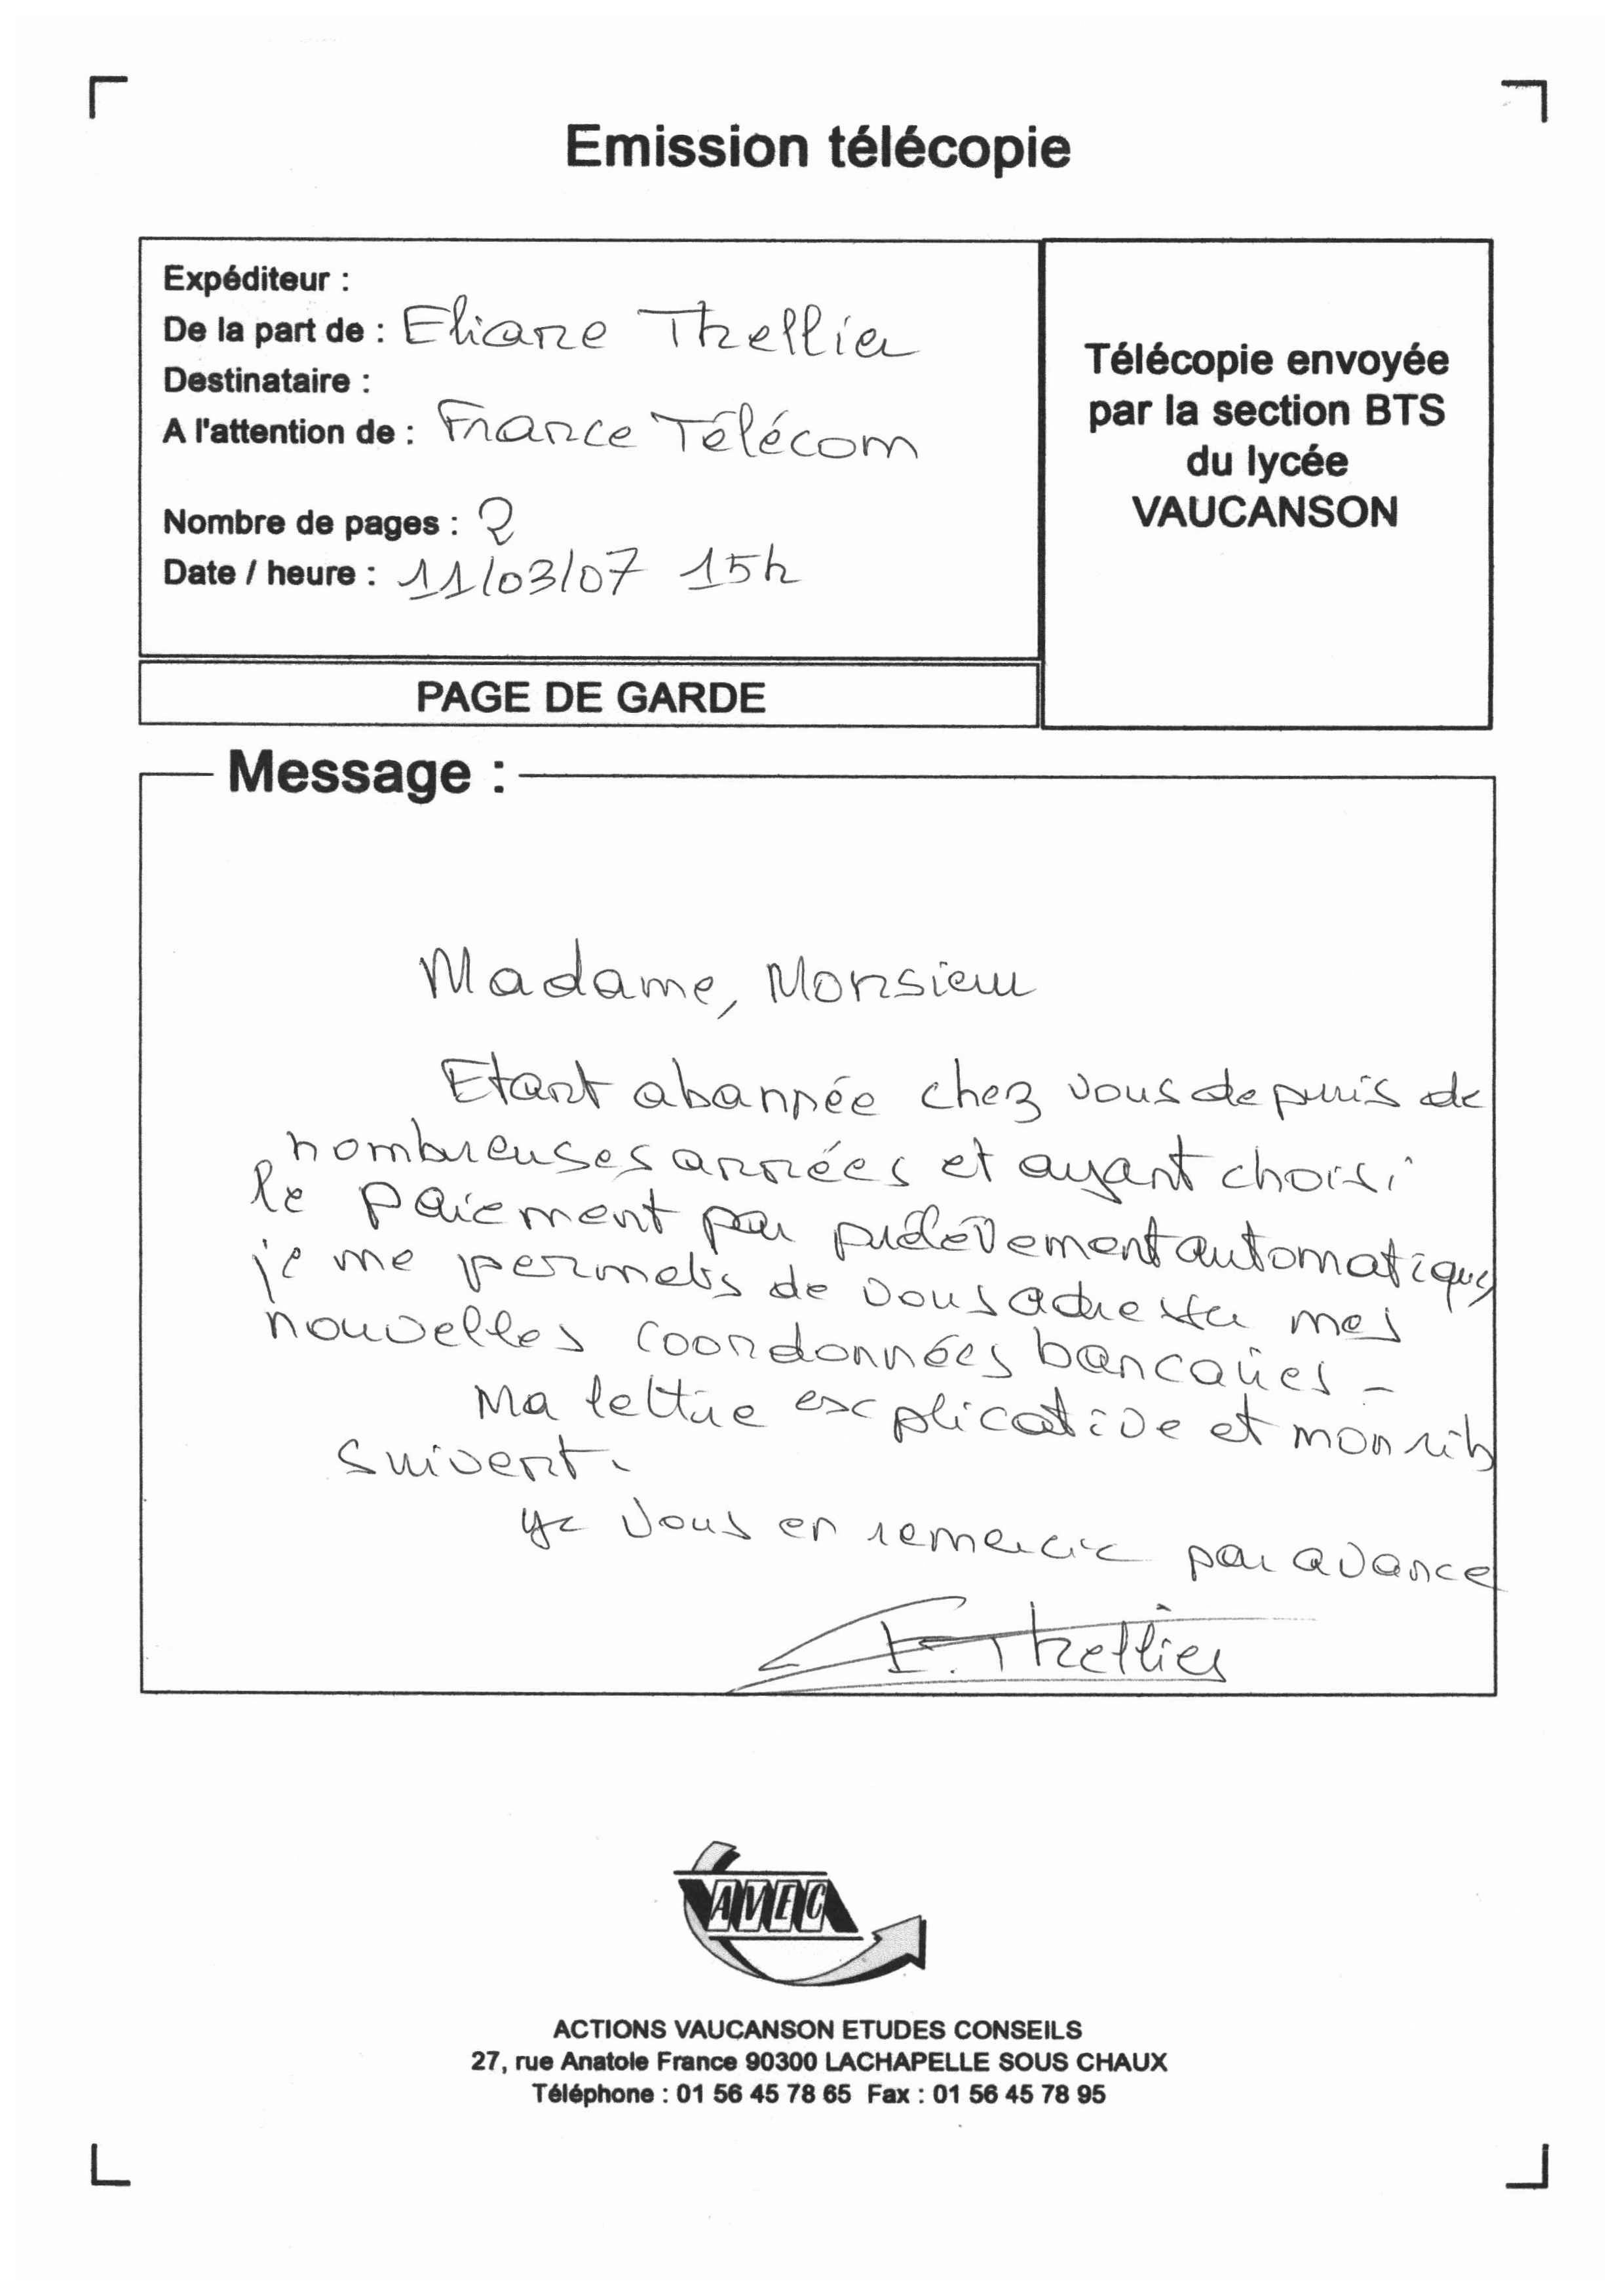 Emission télécopie
Expéditeur :
De la part de : Eliane Thellier
Destinataire :
A l'attention de : France Télécom
Nombre de pages : 2
Date / heure : 11/03/07 15h
Télécopie envoyée
par la section BTS
du lycée
VAUCANSON
PAGE DE GARDE
Message :
Madame, Monsieur
Etant abonnée chez vous depuis de
nombreuses années et ayant choisi
le paiement par prélèvement automatique,
je me permets de vous adresser mes
nouvelles coordonnées bancaires -
Ma lettre explicative et mon rib
suivent.
Je vous en remercie par avance
E. Thellier
AVEC
ACTIONS VAUCANSON ETUDES CONSEILS
27, rue Anatole France 90300 LACHAPELLE SOUS CHAUX
Téléphone : 01 56 45 78 65 Fax : 01 56 45 78 95